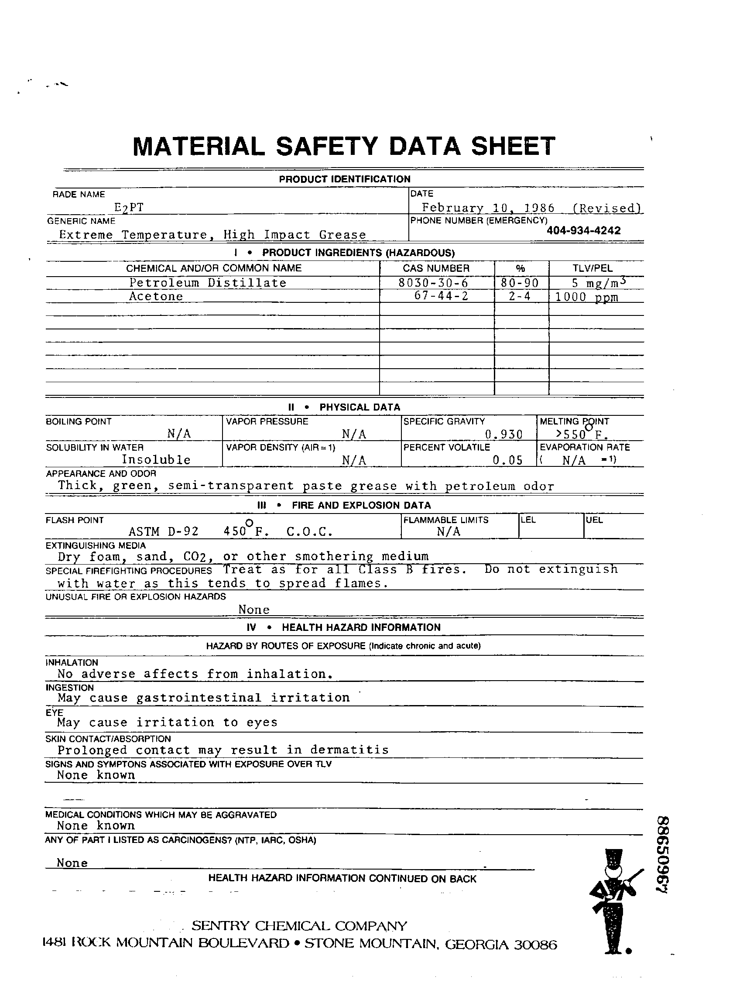 MATERIAL SAFETY DATA SHEET
PRODUCT IDENTIFICATION
RADE NAME DATE
E2PT February 10, 1986 (Revised)
GENERIC NAME PHONE NUMBER (EMERGENCY)
Extreme Temperature, High Impact Grease 404-934-4242
I • PRODUCT INGREDIENTS (HAZARDOUS)
CHEMICAL AND/OR COMMON NAME CAS NUMBER % TLV/PEL
Petroleum Distillate 8030-30-6 80-90 5 mg/m3
Acetone 67-44-2 2-4 1000 ppm
II • PHYSICAL DATA
BOILING POINT VAPOR PRESSURE SPECIFIC GRAVITY MELTING POINT
N/A N/A 0.930 >550°F.
SOLUBILITY IN WATER VAPOR DENSITY (AIR = 1) PERCENT VOLATILE EVAPORATION RATE
Insoluble N/A 0.05 ( N/A = 1)
APPEARANCE AND ODOR
Thick, green, semi-transparent paste grease with petroleum odor
III • FIRE AND EXPLOSION DATA
FLASH POINT FLAMMABLE LIMITS LEL UEL
ASTM D-92 450°F. C.O.C. N/A
EXTINGUISHING MEDIA
Dry foam, sand, CO2, or other smothering medium
SPECIAL FIREFIGHTING PROCEDURES Treat as for all Class B fires. Do not extinguish
with water as this tends to spread flames.
UNUSUAL FIRE OR EXPLOSION HAZARDS
None
IV • HEALTH HAZARD INFORMATION
HAZARD BY ROUTES OF EXPOSURE (Indicate chronic and acute)
INHALATION
No adverse affects from inhalation.
INGESTION
May cause gastrointestinal irritation
EYE
May cause irritation to eyes
SKIN CONTACT/ABSORPTION
Prolonged contact may result in dermatitis
SIGNS AND SYMPTONS ASSOCIATED WITH EXPOSURE OVER TLV
None known
MEDICAL CONDITIONS WHICH MAY BE AGGRAVATED
None known
ANY OF PART I LISTED AS CARCINOGENS? (NTP, IARC, OSHA)
None
HEALTH HAZARD INFORMATION CONTINUED ON BACK
88650967
SENTRY CHEMICAL COMPANY
1481 ROCK MOUNTAIN BOULEVARD • STONE MOUNTAIN, GEORGIA 30086